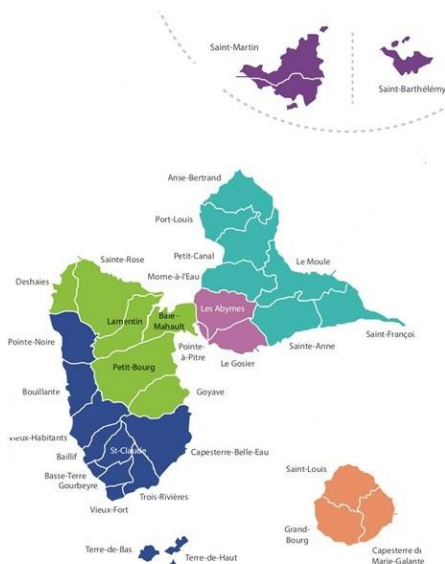 Saint-Martin
Saint-Barthélémy
Anse-Bertrand
Port-Louis
Petit-Canal
Morne-à-l'Eau
Le Moule
Sainte-Rose
Deshaies
Lamentin
Baie-
Mahault
Les Abymes
Pointe-Noire
Pointe-
à-Pitre
Le Gosier
Sainte-Anne
Saint-Françoi
Petit-Bourg
Goyave
Bouillante
Vieux-Habitants
St-Claude
Baillif
Capesterre-Belle-Eau
Basse-Terre
Gourbeyre
Trois-Rivières
Vieux-Fort
Saint-Louis
Grand-
Bourg
Capesterre d
Marie-Galante
Terre-de-Bas
Terre-de-Haut